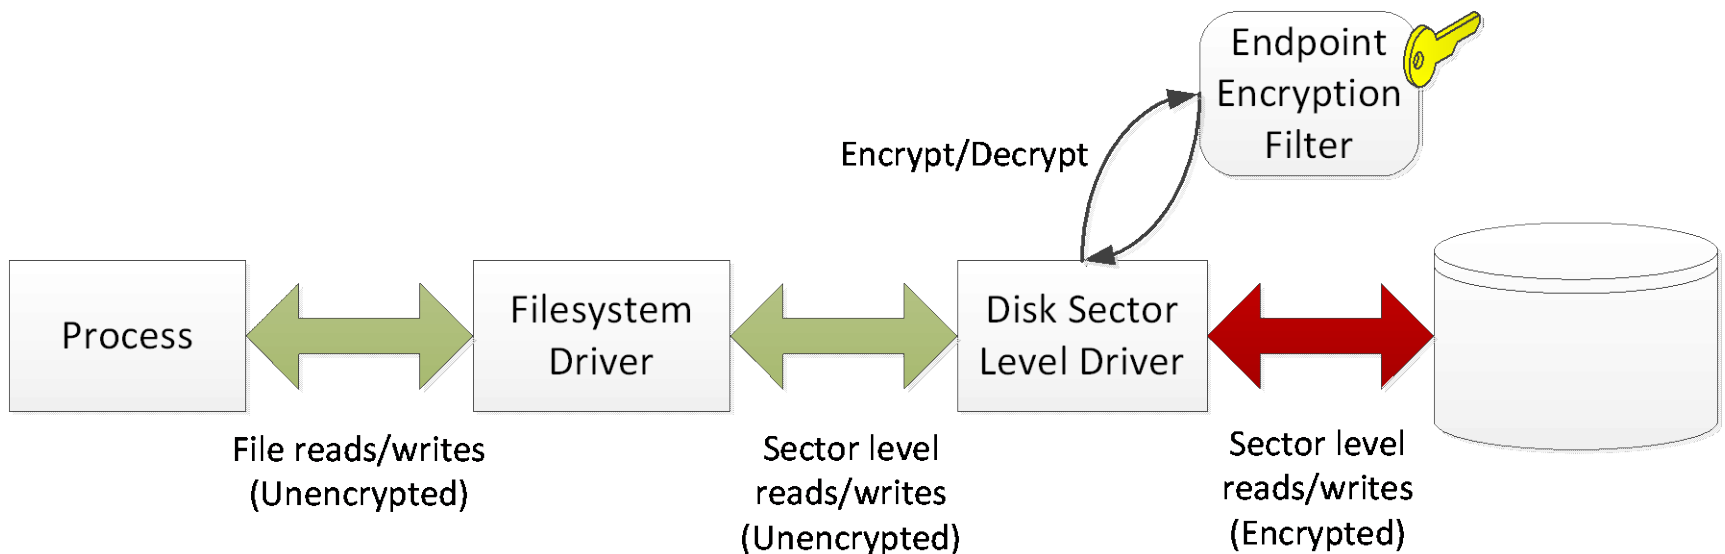 Endpoint
Encryption
Filter
Encrypt/Decrypt
Process
Filesystem
Driver
Disk Sector
Level Driver
File reads/writes
(Unencrypted)
Sector level
reads/writes
(Unencrypted)
Sector level
reads/writes
(Encrypted)